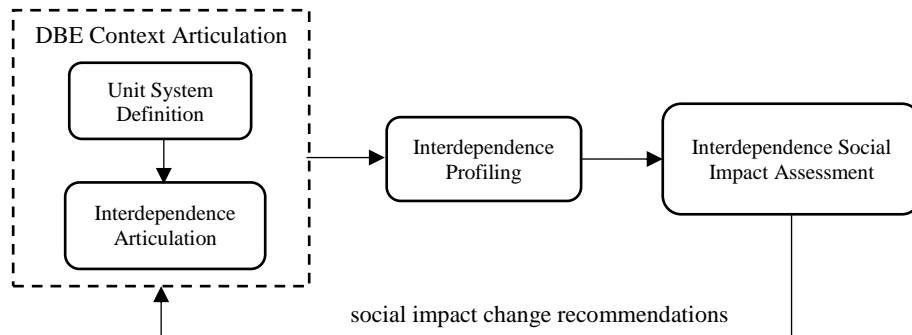 DBE Context Articulation
Unit System
Definition
Interdependence
Articulation
Interdependence
Profiling
Interdependence Social
Impact Assessment
social impact change recommendations